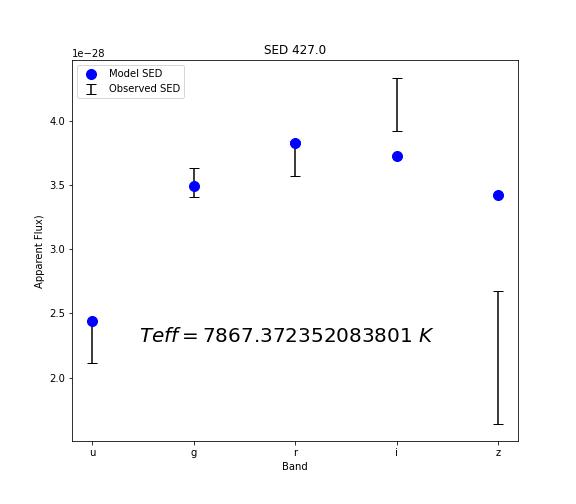 SED 427.0
1e−28
Model SED
Observed SED
4.0
3.5
3.0
2.5
2.0
Apparent Flux)
Teff = 7867.372352083801 K
u g r i z
Band